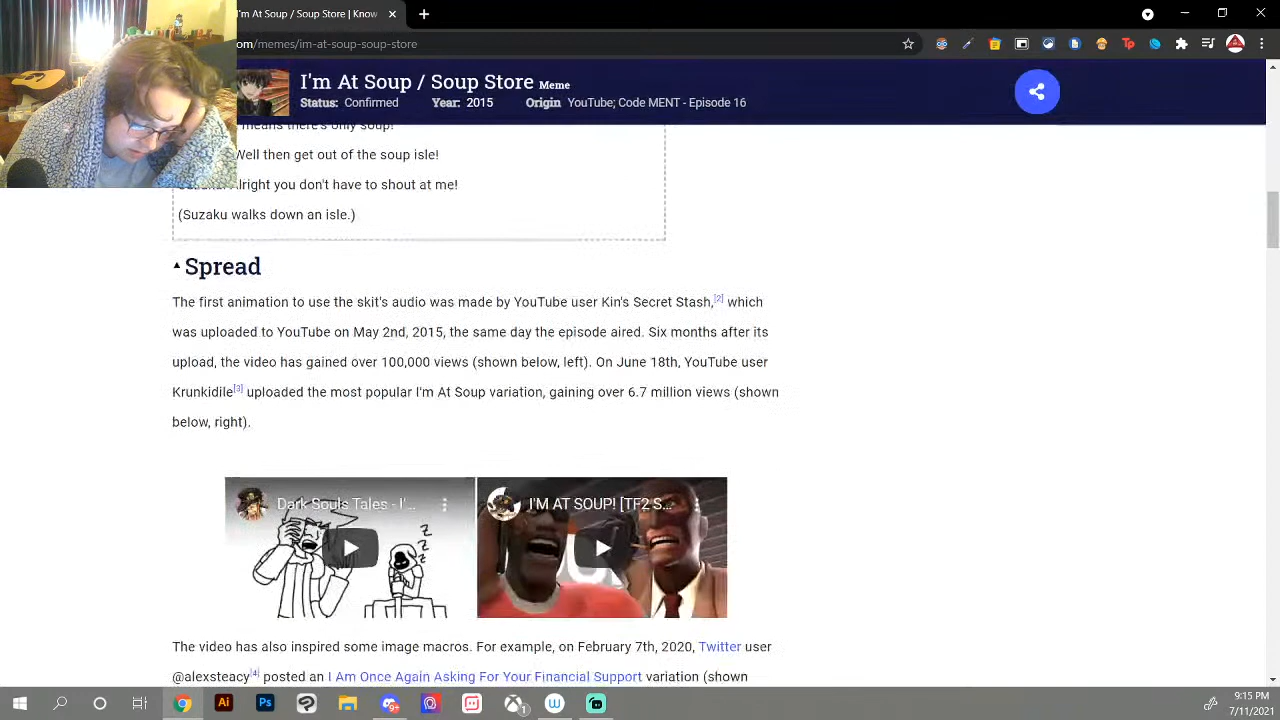 I'm At Soup / Soup Store | Know
om/memes/im-at-soup-soup-store
I'm At Soup / Soup Store Meme
Status: Confirmed Year: 2015 Origin YouTube; Code MENT - Episode 16
means there's only soup!
Well then get out of the soup isle!
Alright you don't have to shout at me!
(Suzaku walks down an isle.)
Spread
The first animation to use the skit's audio was made by YouTube user Kin's Secret Stash,[2] which
was uploaded to YouTube on May 2nd, 2015, the same day the episode aired. Six months after its
upload, the video has gained over 100,000 views (shown below, left). On June 18th, YouTube user
Krunkidile[3] uploaded the most popular I'm At Soup variation, gaining over 6.7 million views (shown
below, right).
Dark Souls Tales - I'...
I'M AT SOUP! [TF2 S...
z z z
The video has also inspired some image macros. For example, on February 7th, 2020, Twitter user
@alexsteacy[4] posted an I Am Once Again Asking For Your Financial Support variation (shown
Ai Ps
9:15 PM
7/11/2021